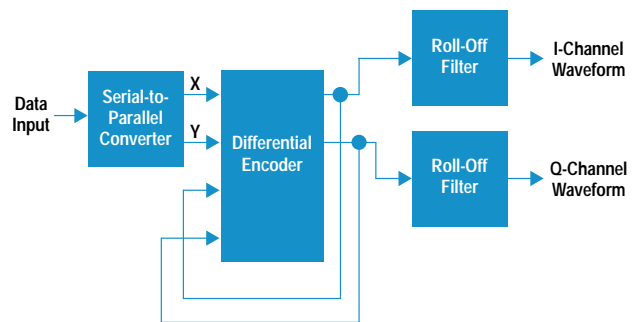 Data
Input
Serial-to-
Parallel
Converter
X
Y
Differential
Encoder
Roll-Off
Filter
I-Channel
Waveform
Roll-Off
Filter
Q-Channel
Waveform